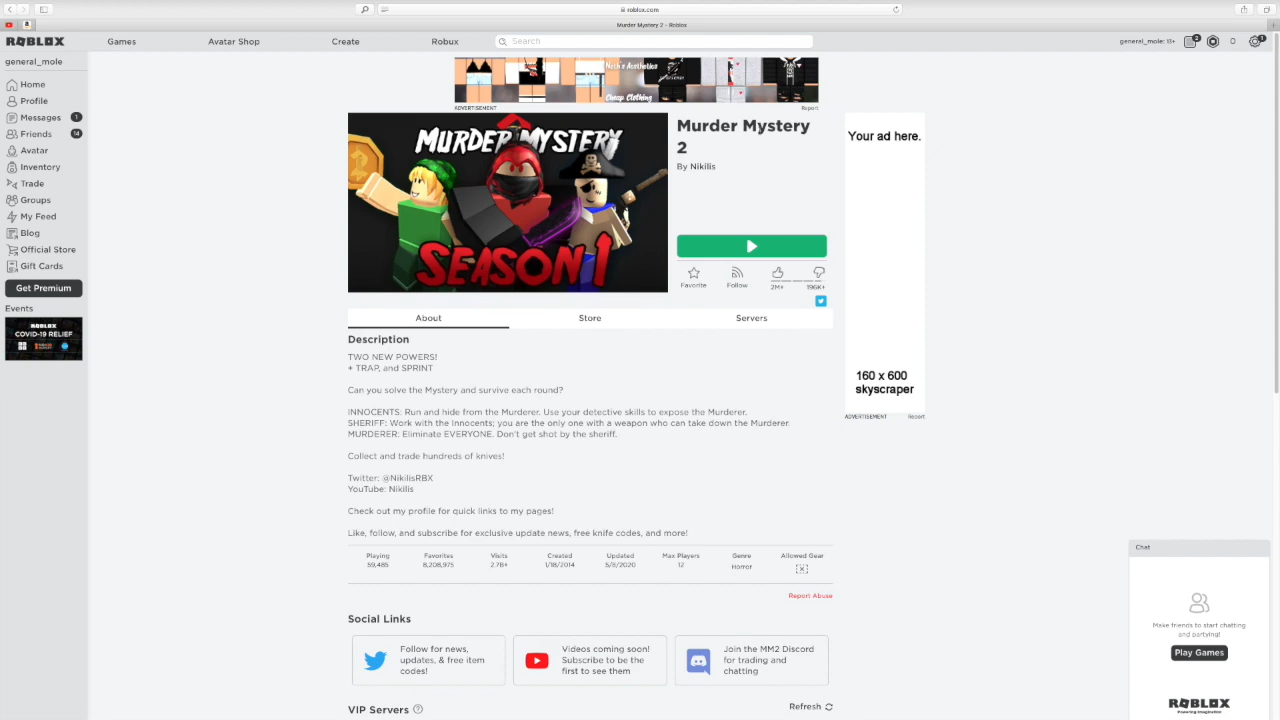 roblox.com
Murder Mystery 2 - Roblox
ROBLOX
Games
Avatar Shop
Create
Robux
Search
general_mole: 13+
2
0
1
general_mole
Home
Profile
Messages 1
Friends 14
Avatar
Inventory
Trade
Groups
My Feed
Blog
Official Store
Gift Cards
Get Premium
Events
ROBLOX
COVID-19 RELIEF
Noth's Aesthetics
Cheap Clothing
ADVERTISEMENT
Report
MURDER MYSTERY
SEASON 1
Murder Mystery
2
By Nikilis
Favorite
Follow
2M+
196K+
Your ad here.
160 x 600
skyscraper
ADVERTISEMENT
Report
About
Store
Servers
Description
TWO NEW POWERS!
+ TRAP, and SPRINT
Can you solve the Mystery and survive each round?
INNOCENTS: Run and hide from the Murderer. Use your detective skills to expose the Murderer.
SHERIFF: Work with the Innocents; you are the only one with a weapon who can take down the Murderer.
MURDERER: Eliminate EVERYONE. Don't get shot by the sheriff.
Collect and trade hundreds of knives!
Twitter: @NikilisRBX
YouTube: Nikilis
Check out my profile for quick links to my pages!
Like, follow, and subscribe for exclusive update news, free knife codes, and more!
Playing
Favorites
Visits
Created
Updated
Max Players
Genre
Allowed Gear
59,485
8,208,975
2.7B+
1/18/2014
5/9/2020
12
Horror
Report Abuse
Social Links
Follow for news,
updates, & free item
codes!
Videos coming soon!
Subscribe to be the
first to see them
Join the MM2 Discord
for trading and
chatting
VIP Servers
Refresh
Chat
Make friends to start chatting
and partying!
Play Games
ROBLOX
Powering Imagination